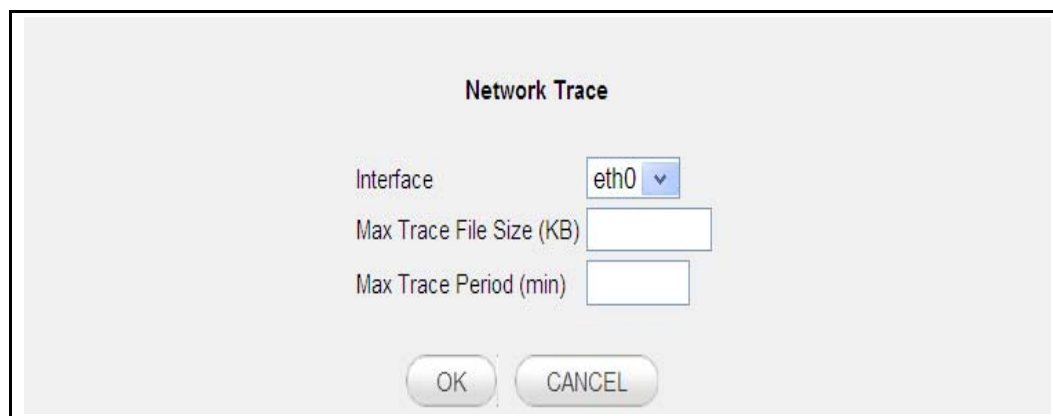 Network Trace
Interface eth0
Max Trace File Size (KB)
Max Trace Period (min)
OK CANCEL